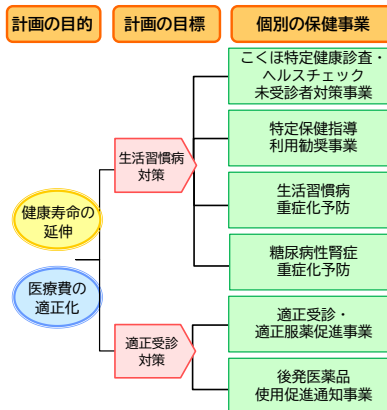 計画の目的
計画の目標
個別の保健事業
健康寿命の
延伸
医療費の
適正化
生活習慣病
対策
適正受診
対策
こくほ特定健康診査・
ヘルスチェック
未受診者対策事業
特定保健指導
利用勧奨事業
生活習慣病
重症化予防
糖尿病性腎症
重症化予防
適正受診・
適正服薬促進事業
後発医薬品
使用促進通知事業